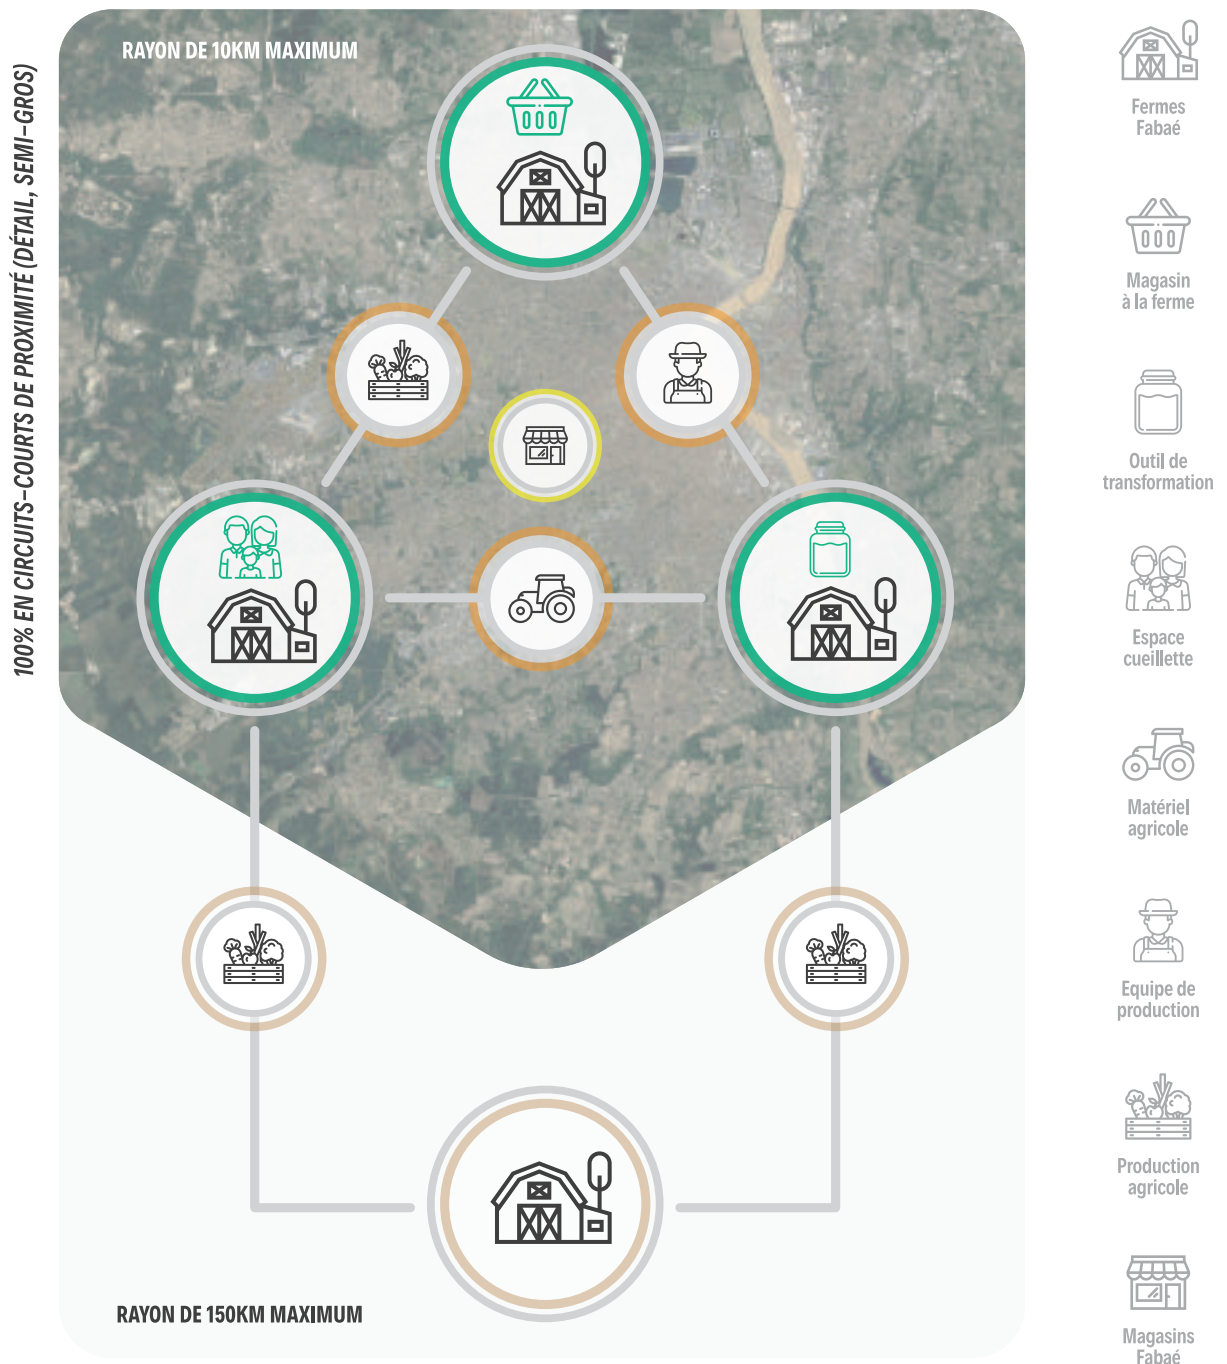 RAYON DE 10KM MAXIMUM
100% EN CIRCUITS-COURTS DE PROXIMITÉ (DÉTAIL, SEMI-GROS)
RAYON DE 150KM MAXIMUM
Fermes
Fabaé
Magasin
à la ferme
Outil de
transformation
Espace
cueillette
Matériel
agricole
Equipe de
production
Production
agricole
Magasins
Fabaé